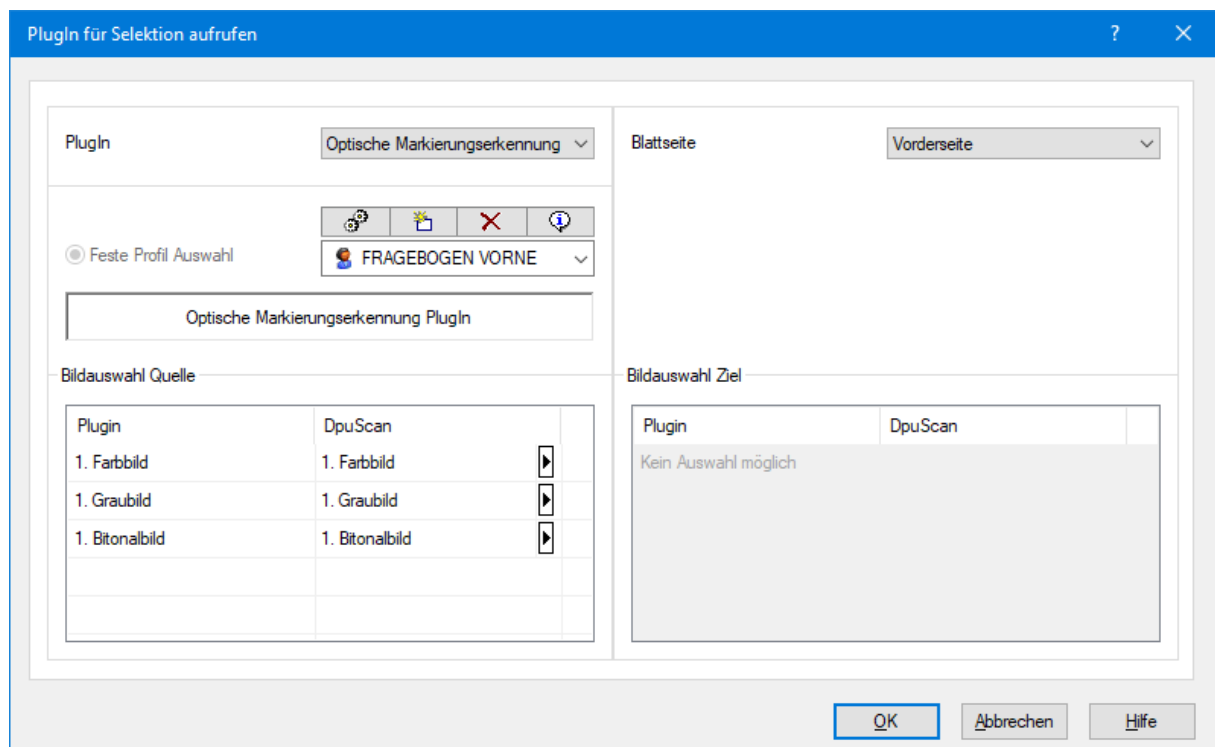 PlugIn für Selektion aufrufen
PlugIn
Optische Markierungserkennung
Blattseite
Vorderseite
Feste Profil Auswahl
FRAGEBOGEN VORNE
Optische Markierungserkennung PlugIn
Bildauswahl Quelle
Plugin DpuScan
1. Farbbild 1. Farbbild
1. Graubild 1. Graubild
1. Bitonalbild 1. Bitonalbild
Bildauswahl Ziel
Plugin DpuScan
Kein Auswahl möglich
OK Abbrechen Hilfe